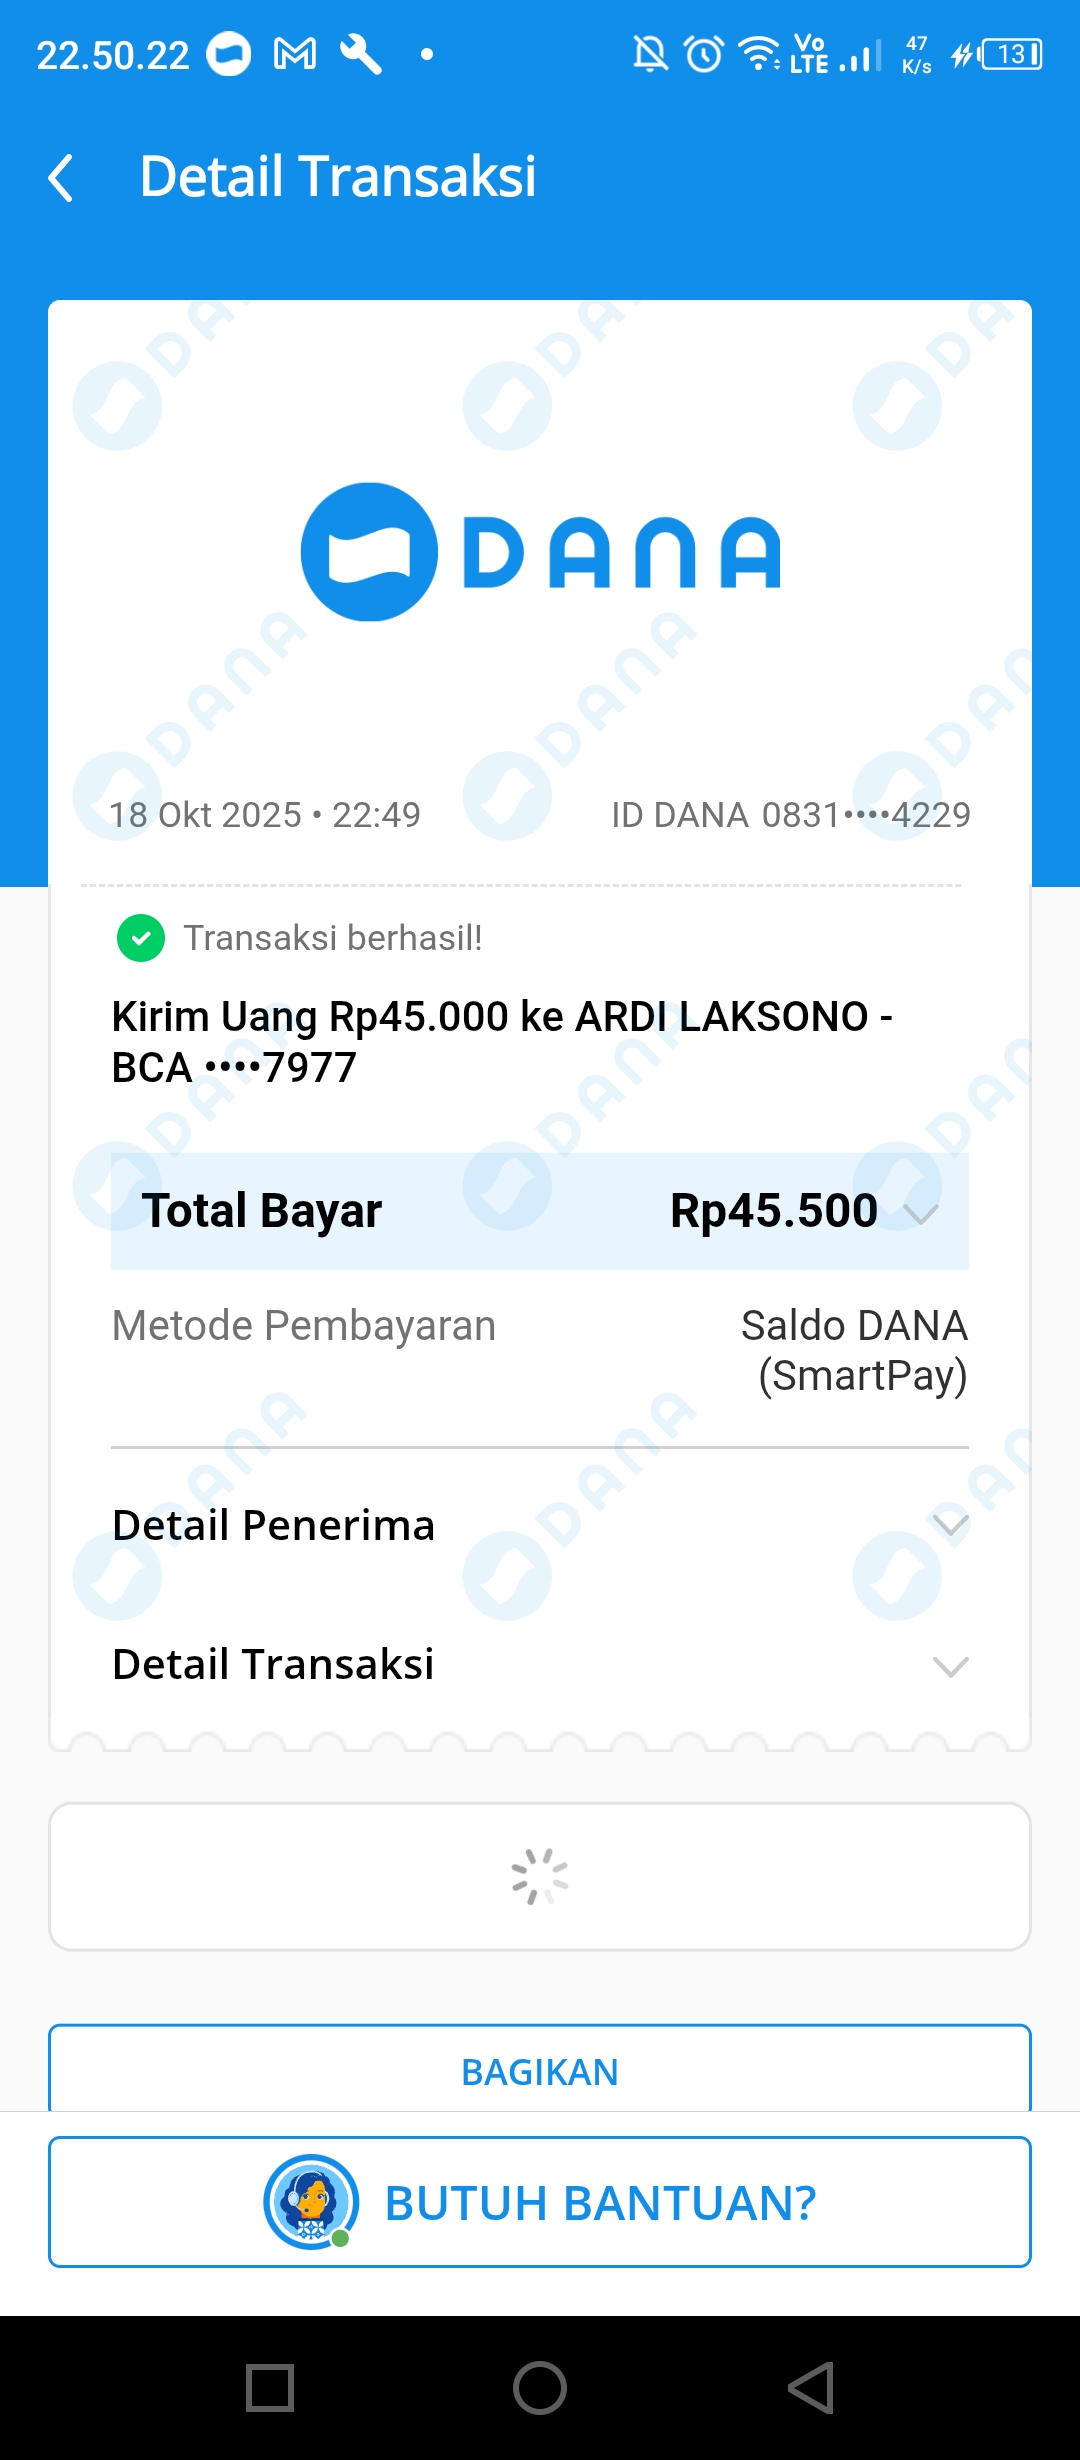 22.50.22
Vo
LTE
47
K/s
13
Detail Transaksi
DANA
18 Okt 2025 • 22:49
ID DANA 0831••••4229
Transaksi berhasil!
Kirim Uang Rp45.000 ke ARDI LAKSONO -
BCA ••••7977
Total Bayar
Rp45.500
Metode Pembayaran
Saldo DANA
(SmartPay)
Detail Penerima
Detail Transaksi
BAGIKAN
BUTUH BANTUAN?